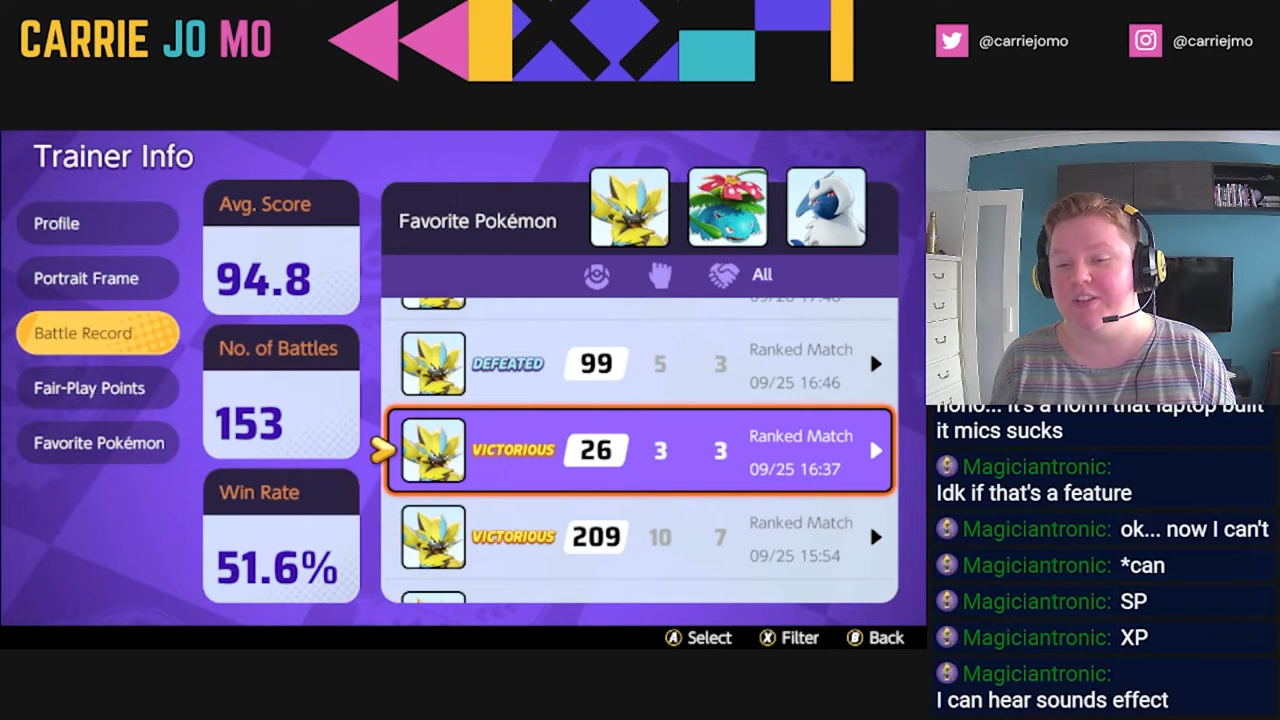 CARRIE JO MO
@carriejomo
@carriejmo
Trainer Info
Profile
Portrait Frame
Battle Record
Fair-Play Points
Favorite Pokémon
Avg. Score
94.8
No. of Battles
153
Win Rate
51.6%
Favorite Pokémon
All
DEFEATED 99 5 3 Ranked Match
09/25 16:46
VICTORIOUS 26 3 3 Ranked Match
09/25 16:37
VICTORIOUS 209 10 7 Ranked Match
09/25 15:54
A Select X Filter B Back
it mics sucks
Magiciantronic:
Idk if that's a feature
Magiciantronic: ok... now I can't
Magiciantronic: *can
Magiciantronic: SP
Magiciantronic: XP
Magiciantronic:
I can hear sounds effect